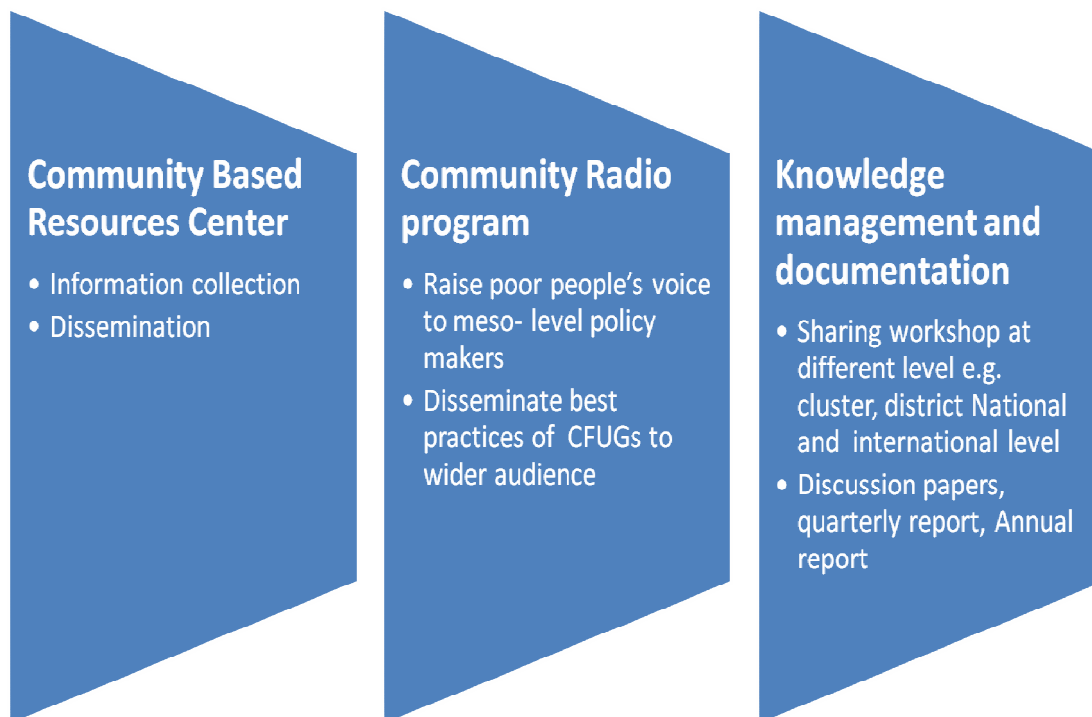 Community Based
Resources Center
• Information collection
• Dissemination
Community Radio
program
• Raise poor people's voice
to meso- level policy
makers
• Disseminate best
practices of CFUGs to
wider audience
Knowledge
management and
documentation
• Sharing workshop at
different level e.g.
cluster, district National
and international level
• Discussion papers,
quarterly report, Annual
report